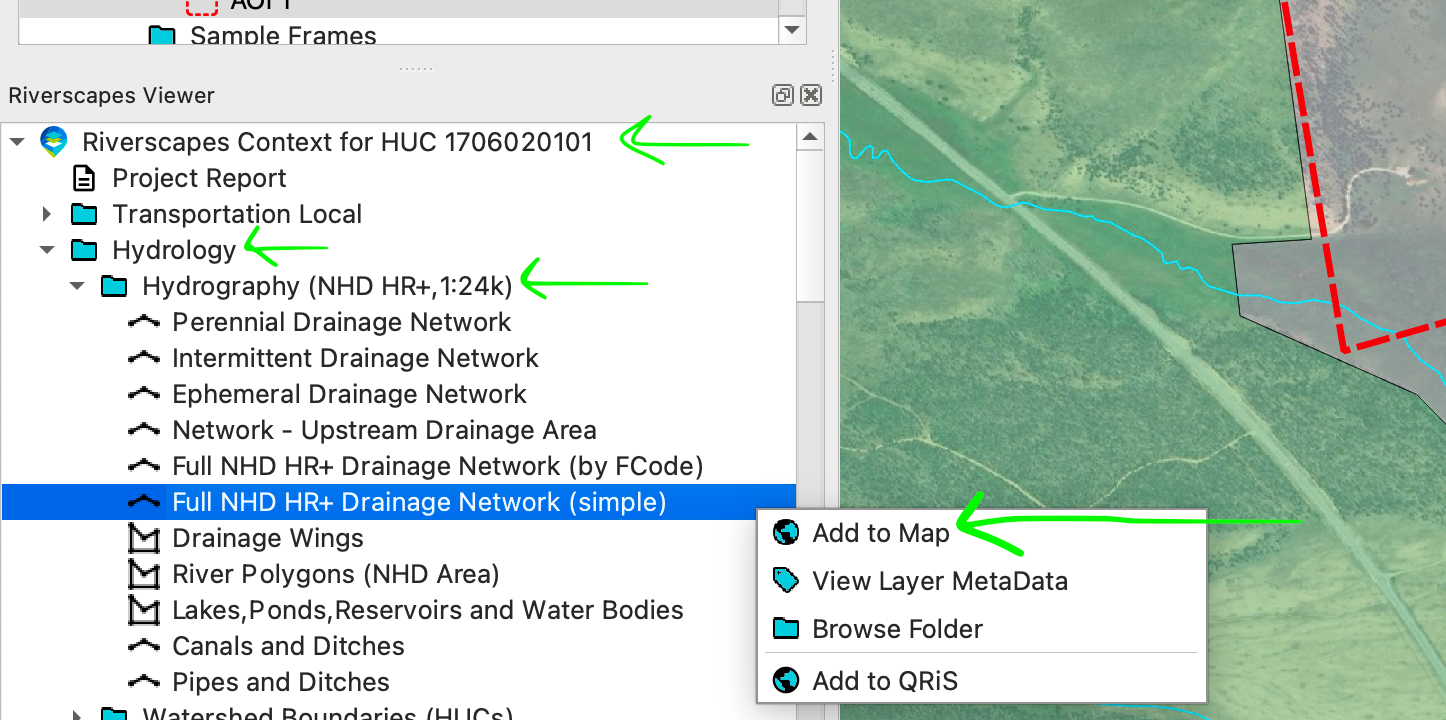 AOI 1
Sample Frames
Riverscapes Viewer
Riverscapes Context for HUC 1706020101
Project Report
Transportation Local
Hydrology
Hydrography (NHD HR+,1:24k)
Perennial Drainage Network
Intermittent Drainage Network
Ephemeral Drainage Network
Network - Upstream Drainage Area
Full NHD HR+ Drainage Network (by FCode)
Full NHD HR+ Drainage Network (simple)
Drainage Wings
River Polygons (NHD Area)
Lakes,Ponds,Reservoirs and Water Bodies
Canals and Ditches
Pipes and Ditches
Watershed Boundaries (HUCs)
Add to Map
View Layer MetaData
Browse Folder
Add to QRiS